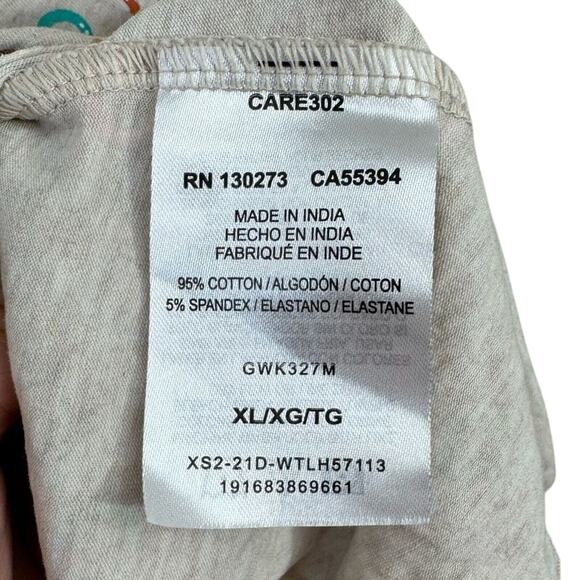 CARE302
RN 130273 CA55394
MADE IN INDIA
HECHO EN INDIA
FABRIQUÉ EN INDE
95% COTTON / ALGODÓN / COTON
5% SPANDEX / ELASTANO / ELASTANE
GWK327M
XL/XG/TG
XS2-21D-WTLH57113
191683869661